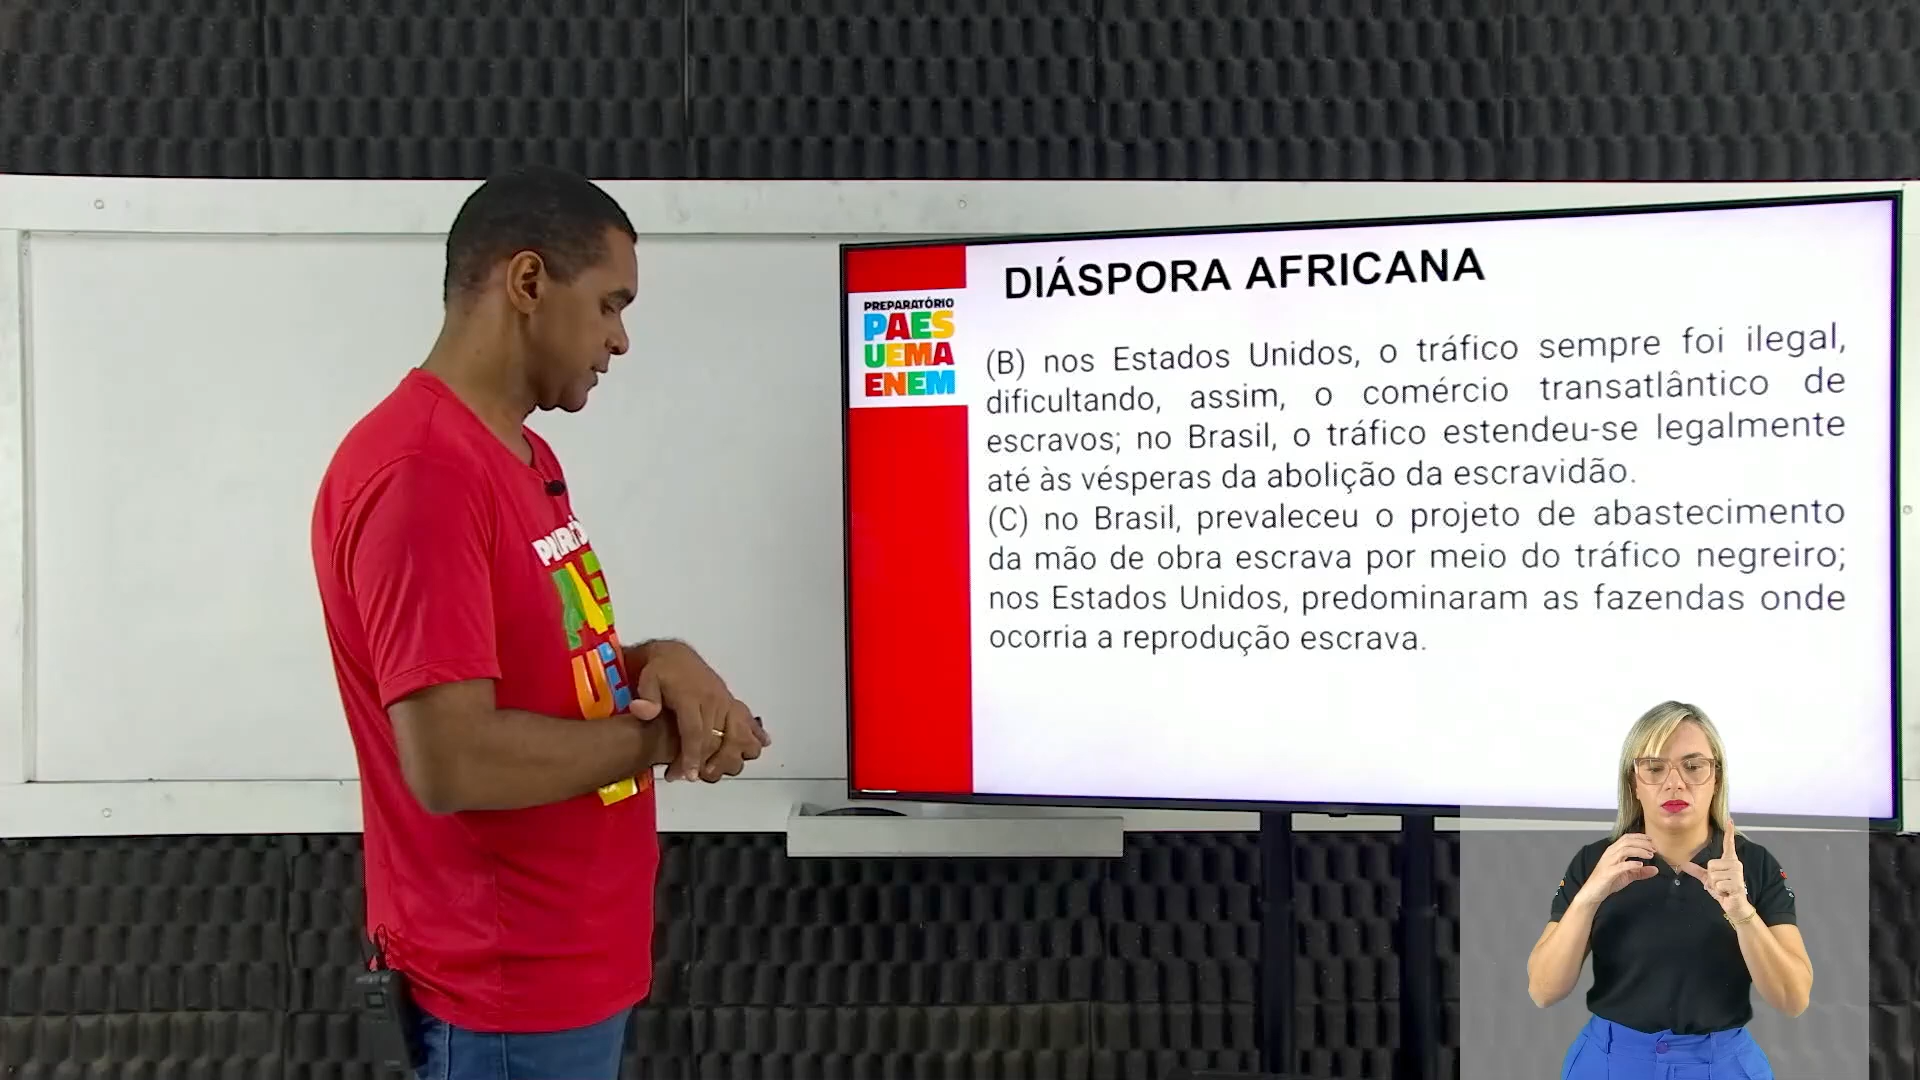 DIÁSPORA AFRICANA
PREPARATÓRIO
PAES
UEMA
ENEM
(B) nos Estados Unidos, o tráfico sempre foi ilegal,
dificultando, assim, o comércio transatlântico de
escravos; no Brasil, o tráfico estendeu-se legalmente
até às vésperas da abolição da escravidão.
(C) no Brasil, prevaleceu o projeto de abastecimento
da mão de obra escrava por meio do tráfico negreiro;
nos Estados Unidos, predominaram as fazendas onde
ocorria a reprodução escrava.